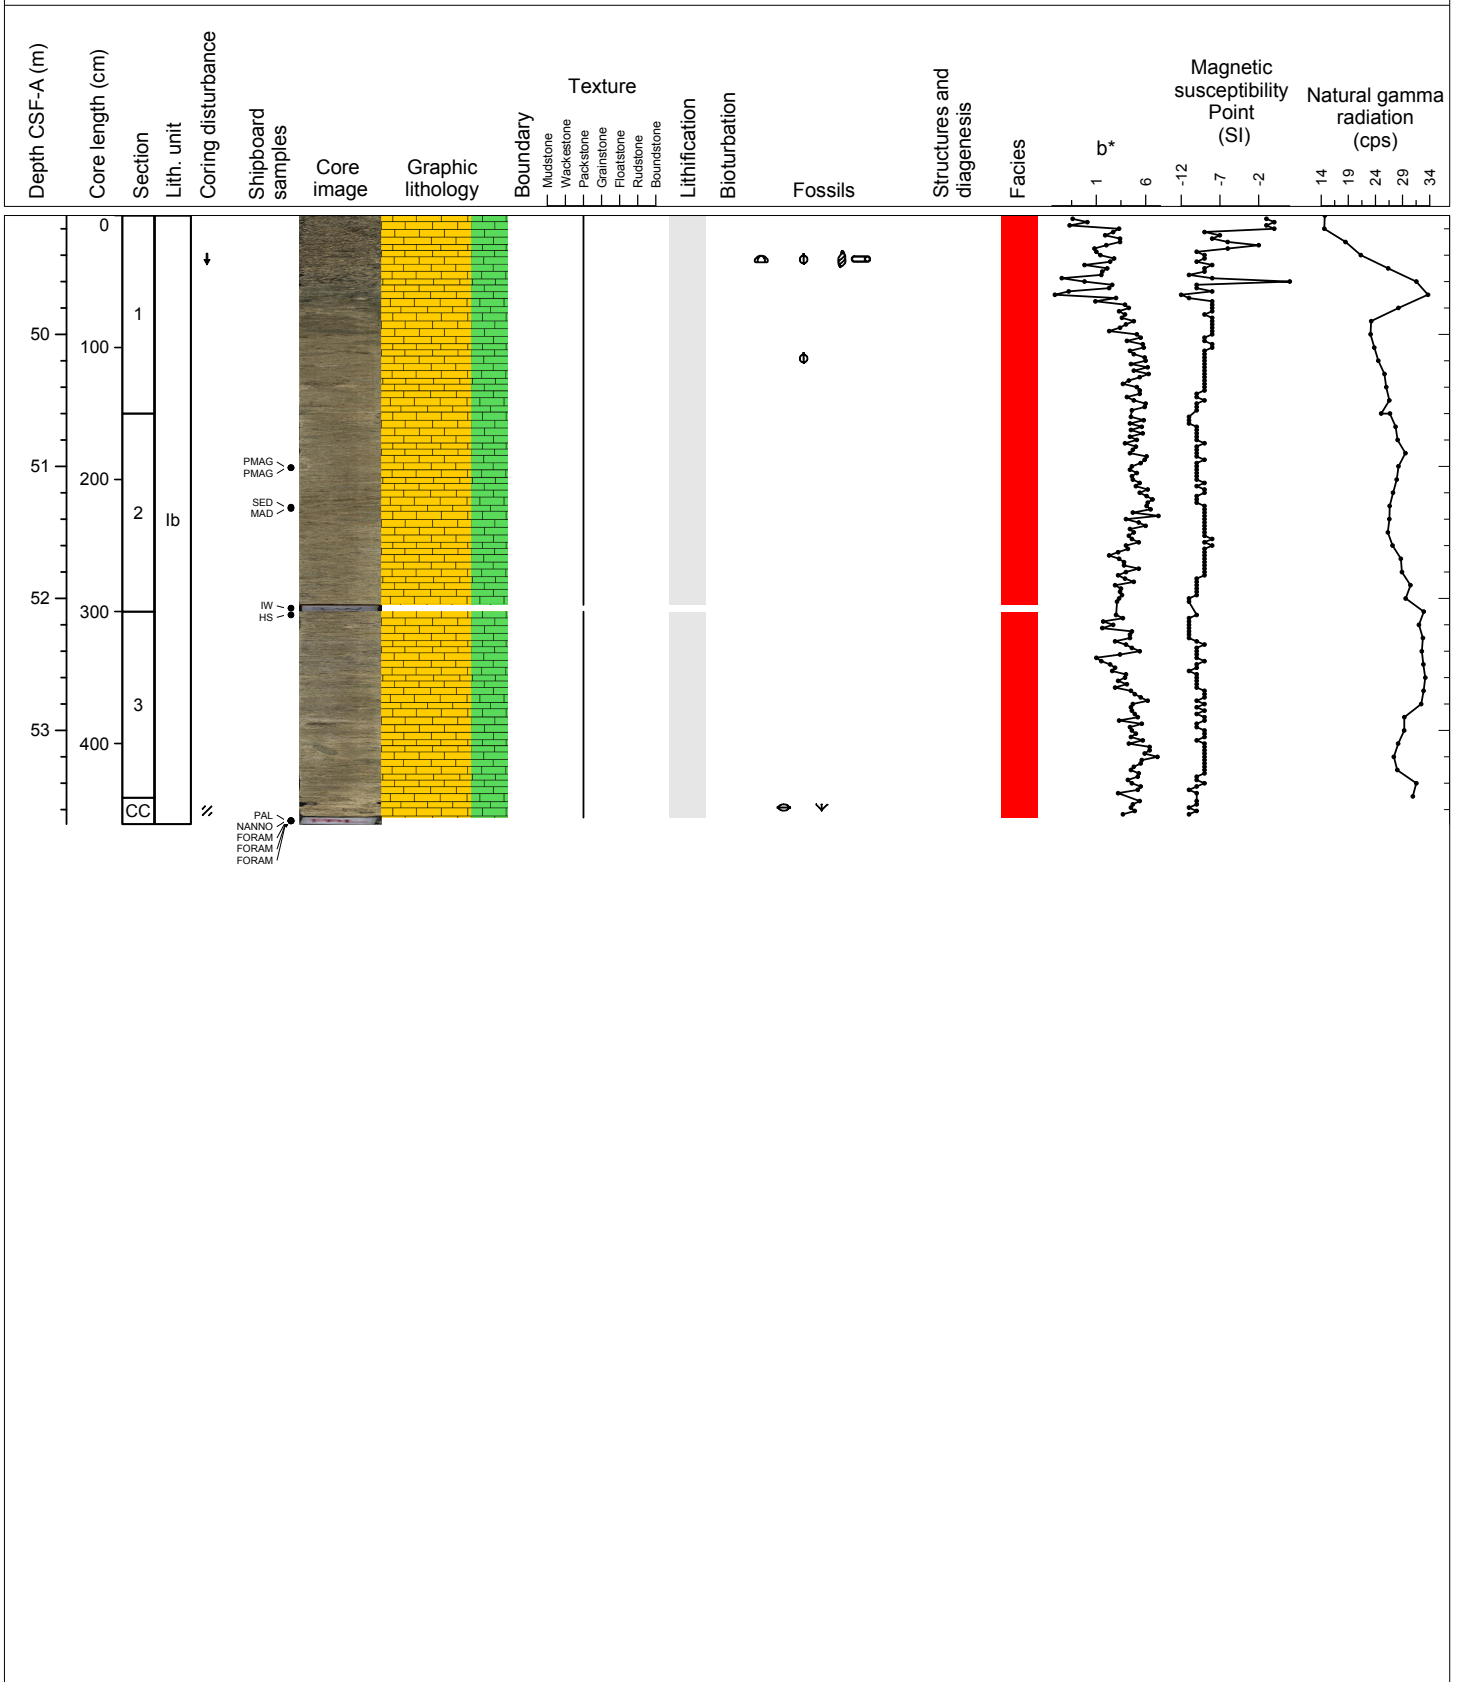 Depth CSF-A (m)
Core length (cm)
Section
Lith. unit
Coring disturbance
Shipboard
samples
Core
image
Graphic
lithology
Boundary
Texture
Mudstone
Wackestone
Packstone
Grainstone
Floatstone
Rudstone
Boundstone
Lithification
Bioturbation
Fossils
Structures and
diagenesis
Facies
b*
1 6
Magnetic
susceptibility
Point
(SI)
-12 -7 -2
Natural gamma
radiation
(cps)
14 19 24 29 34
0
1
50
100
PMAG
PMAG
51
200
SED
MAD
2
Ib
52
IW
300
HS
3
53
400
CC
PAL
NANNO
FORAM
FORAM
FORAM